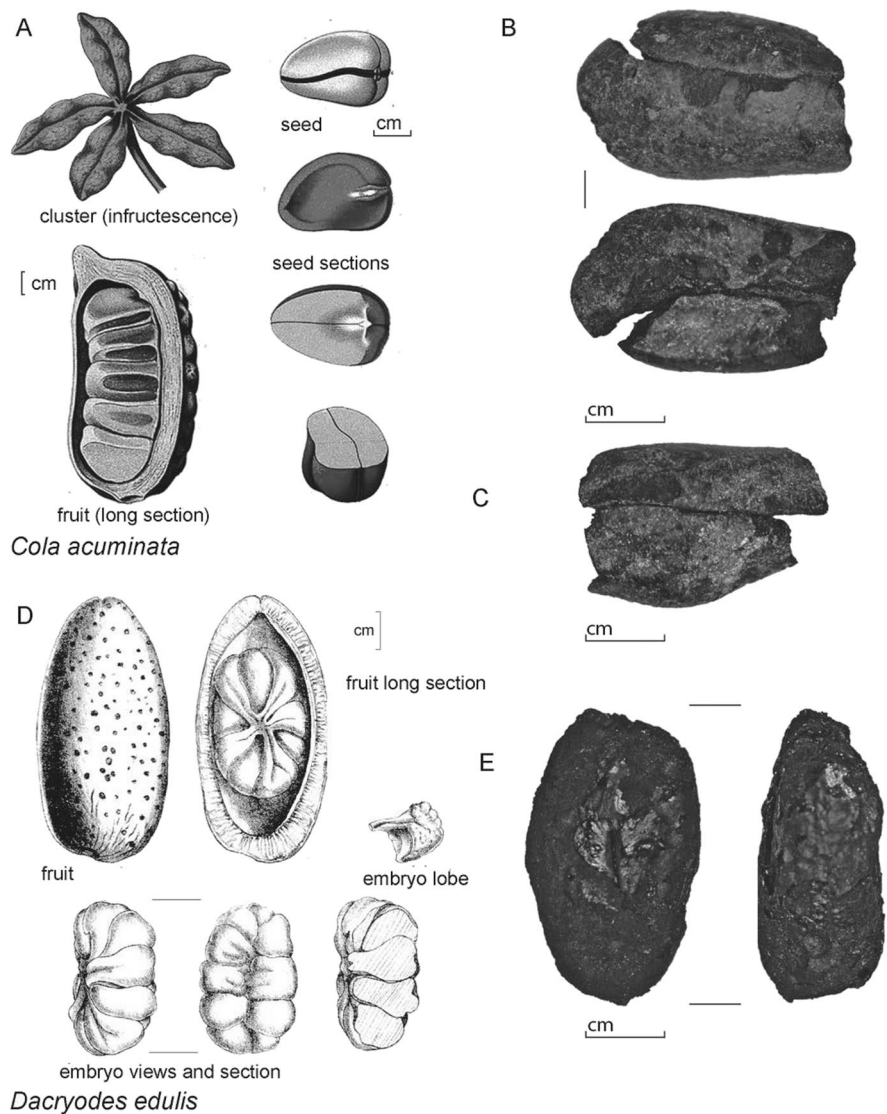 A
seed
cm
cluster (infructescence)
seed sections
cm
fruit (long section)
Cola acuminata
B
cm
C
cm
D
cm
fruit long section
fruit
embryo lobe
embryo views and section
Dacryodes edulis
E
cm